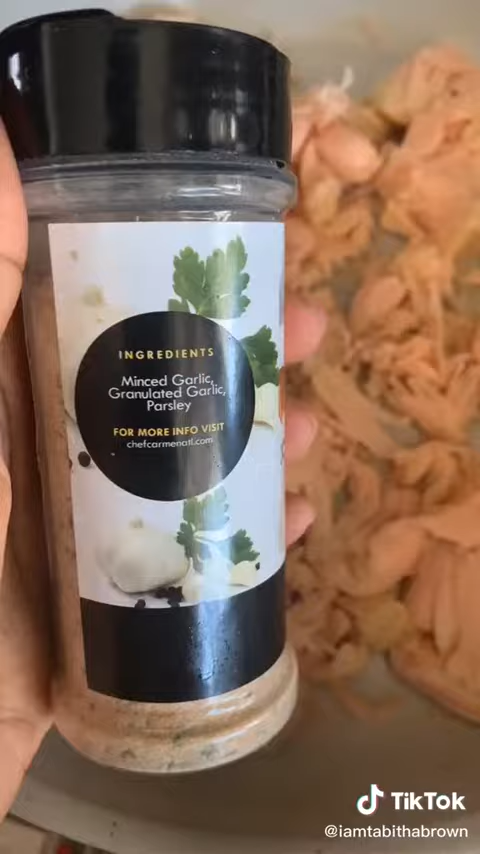 INGREDIENTS
Minced Garlic,
Granulated Garlic,
Parsley
FOR MORE INFO VISIT
chefcarmenatl.com
TikTok
@iamtabithabrown